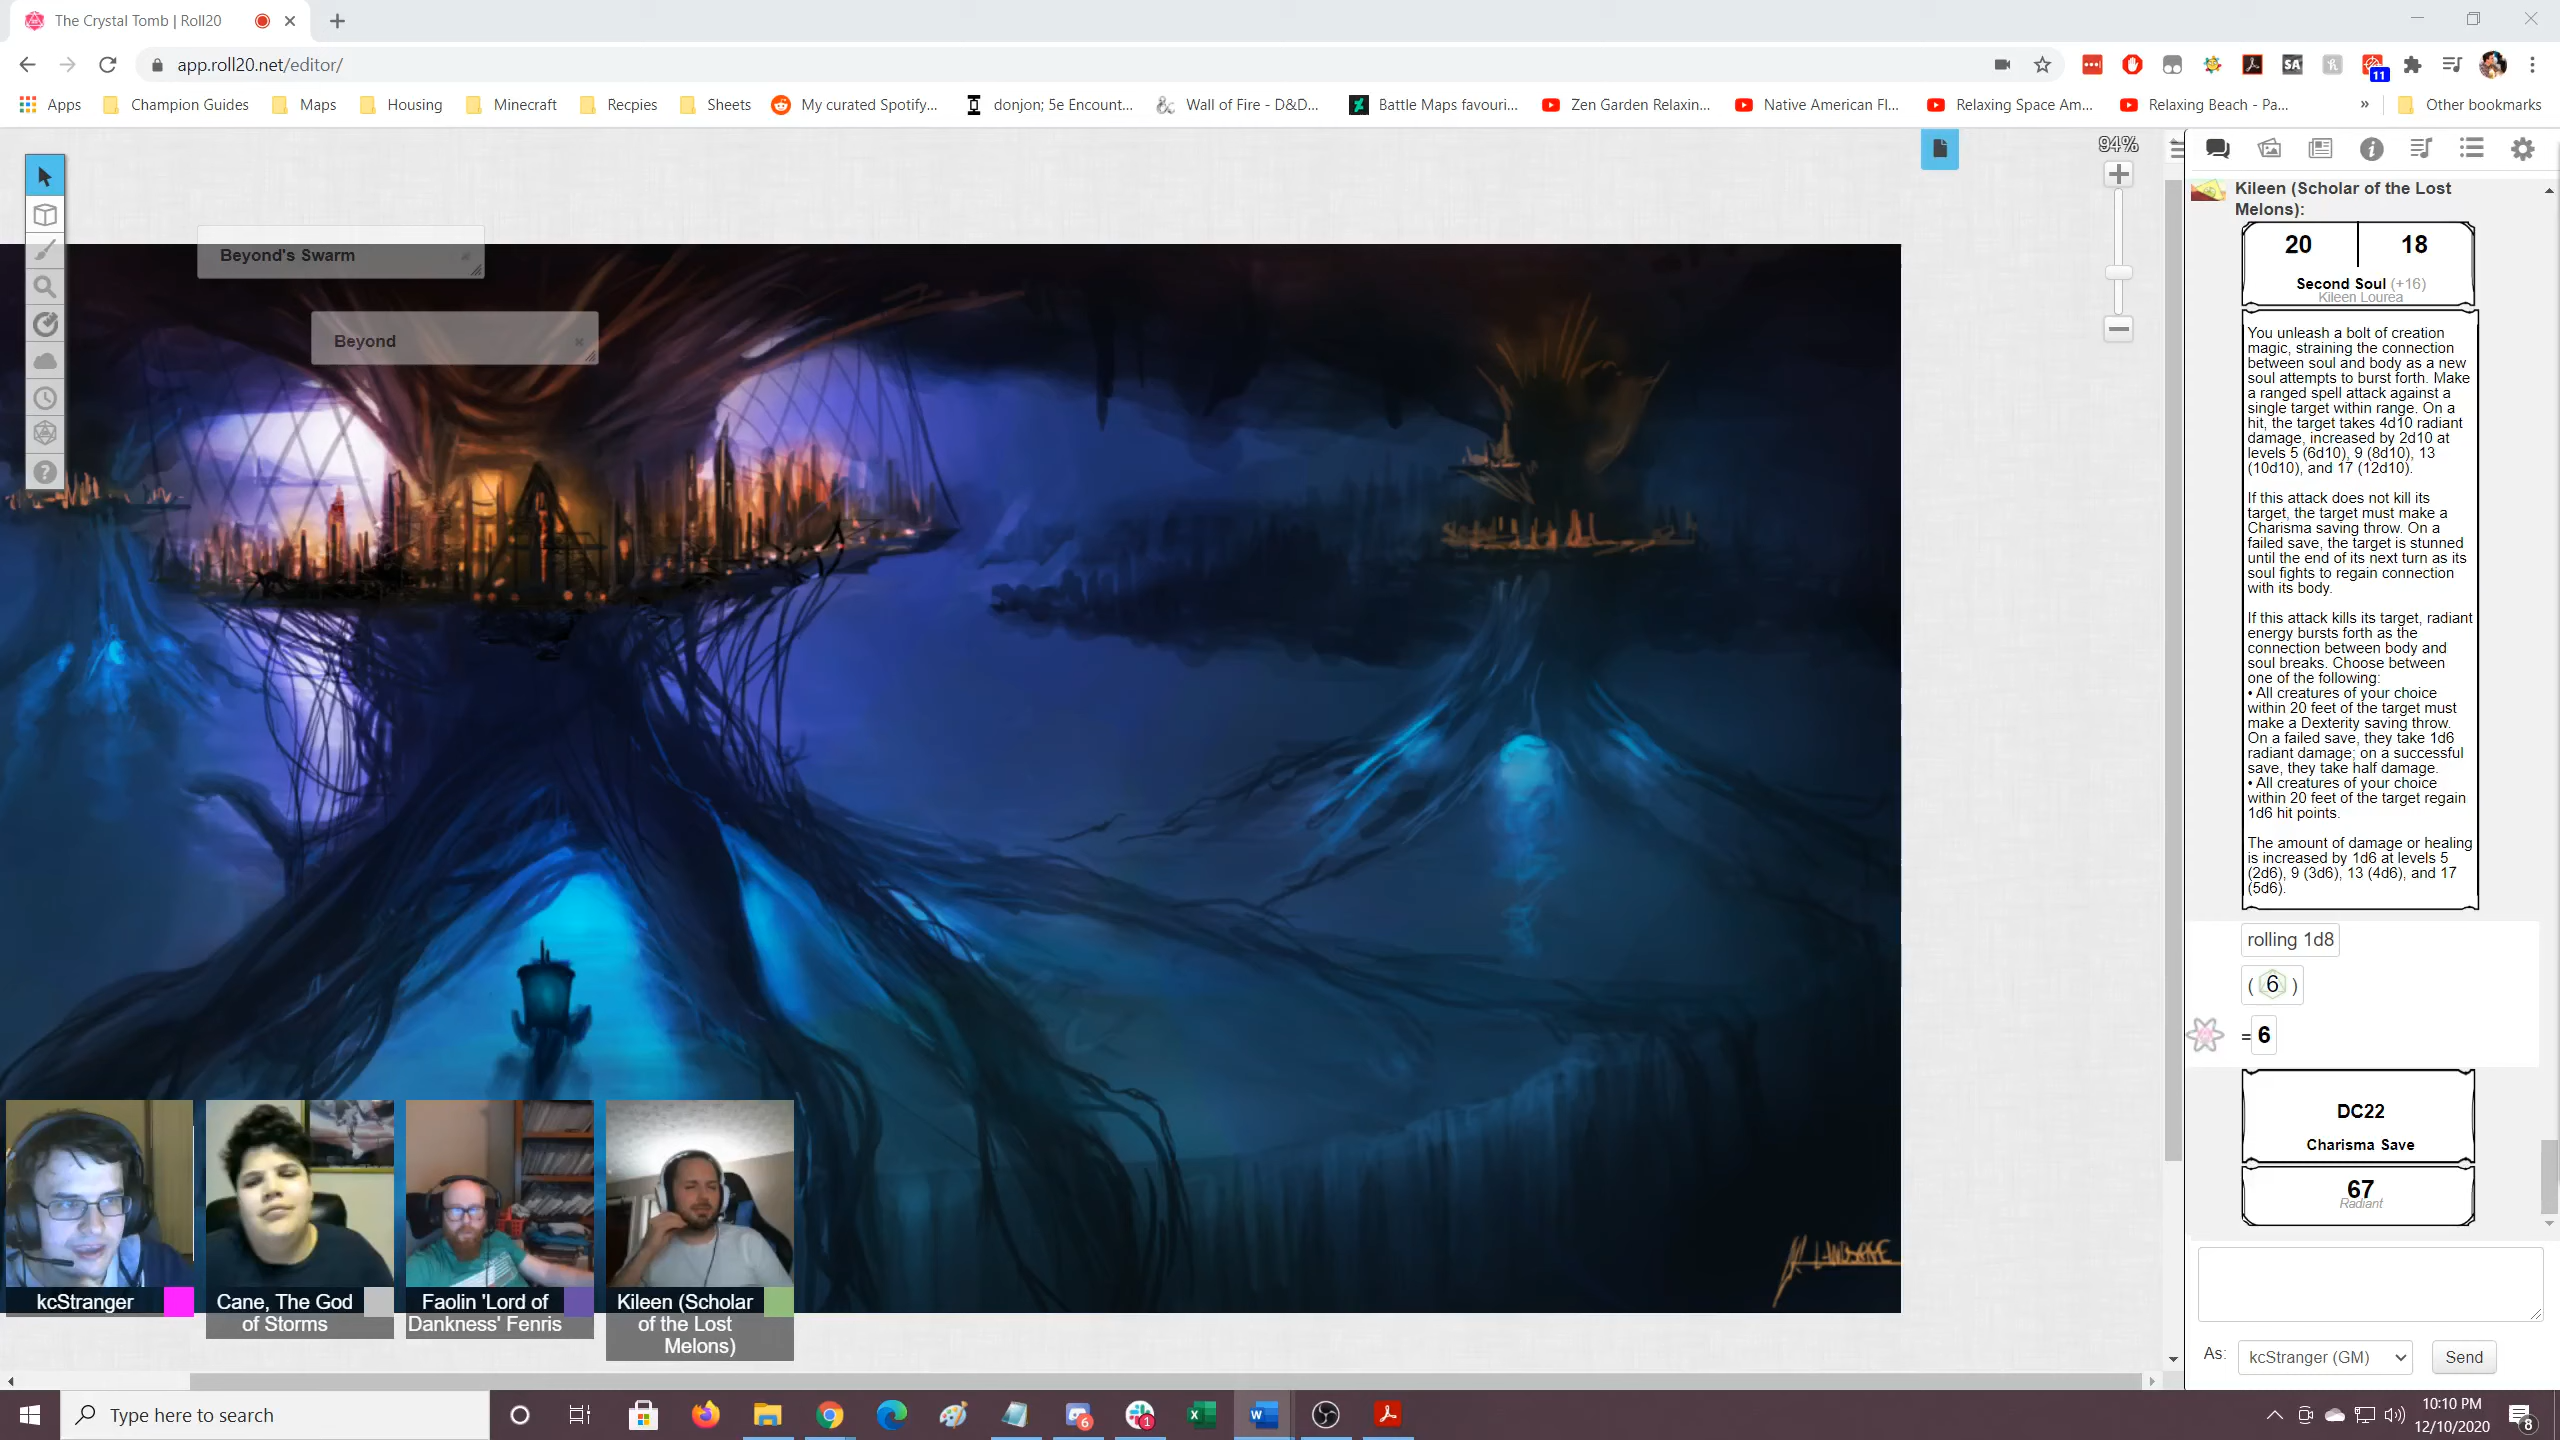 The Crystal Tomb | Roll20
app.roll20.net/editor/
11
Apps
Champion Guides
Maps
Housing
Minecraft
Recpies
Sheets
My curated Spotify...
donjon; 5e Encount...
Wall of Fire - D&D...
Battle Maps favouri...
Zen Garden Relaxin...
Native American Fl...
Relaxing Space Am...
Relaxing Beach - Pa...
»
Other bookmarks
94%
Beyond's Swarm
Beyond
Kileen (Scholar of the Lost
Melons):
20
18
Second Soul (+16)
Kileen Lourea
You unleash a bolt of creation
magic, straining the connection
between soul and body as a new
soul attempts to burst forth. Make
a ranged spell attack against a
single target within range. On a
hit, the target takes 4d10 radiant
damage, increased by 2d10 at
levels 5 (6d10), 9 (8d10), 13
(10d10), and 17 (12d10).
If this attack does not kill its
target, the target must make a
Charisma saving throw. On a
failed save, the target is stunned
until the end of its next turn as its
soul fights to regain connection
with its body.
If this attack kills its target, radiant
energy bursts forth as the
connection between body and
soul breaks. Choose between
one of the following:
• All creatures of your choice
within 20 feet of the target must
make a Dexterity saving throw.
On a failed save, they take 1d6
radiant damage; on a successful
save, they take half damage.
• All creatures of your choice
within 20 feet of the target regain
1d6 hit points.
The amount of damage or healing
is increased by 1d6 at levels 5
(2d6), 9 (3d6), 13 (4d6), and 17
(5d6).
rolling 1d8
( 6 )
= 6
DC22
Charisma Save
67
Radiant
kcStranger
Cane, The God
of Storms
Faolin 'Lord of
Dankness' Fenris
Kileen (Scholar
of the Lost
Melons)
As:
kcStranger (GM)
Send
Type here to search
6
1
10:10 PM
12/10/2020
8